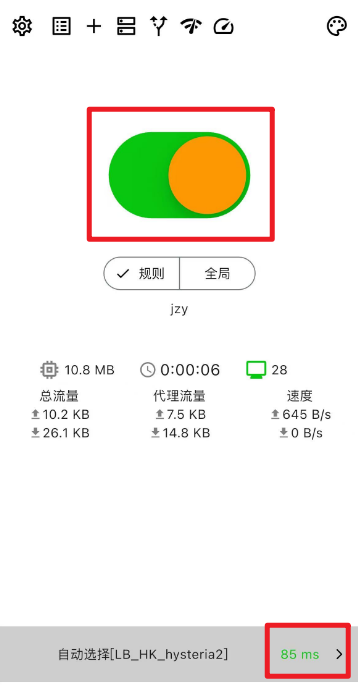 规则 全局
jzy
10.8 MB 0:00:06 28
总流量 代理流量 速度
10.2 KB 7.5 KB 645 B/s
26.1 KB 14.8 KB 0 B/s
自动选择[LB_HK_hysteria2] 85 ms